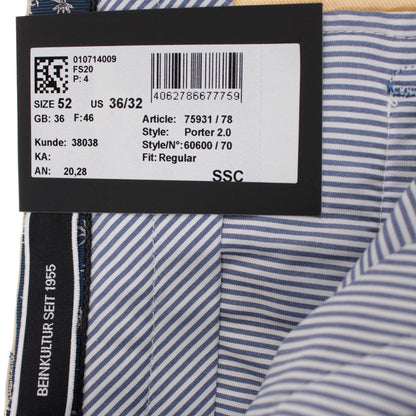 010714009
FS20
P: 4
SIZE 52 US 36/32
GB: 36 F: 46
4062786677759
Article: 75931 / 78
Style: Porter 2.0
Kunde: 38038
Style/N°: 60600 / 70
KA:
Fit: Regular
AN: 20,28
SSC
BEINKULTUR SEIT 1955